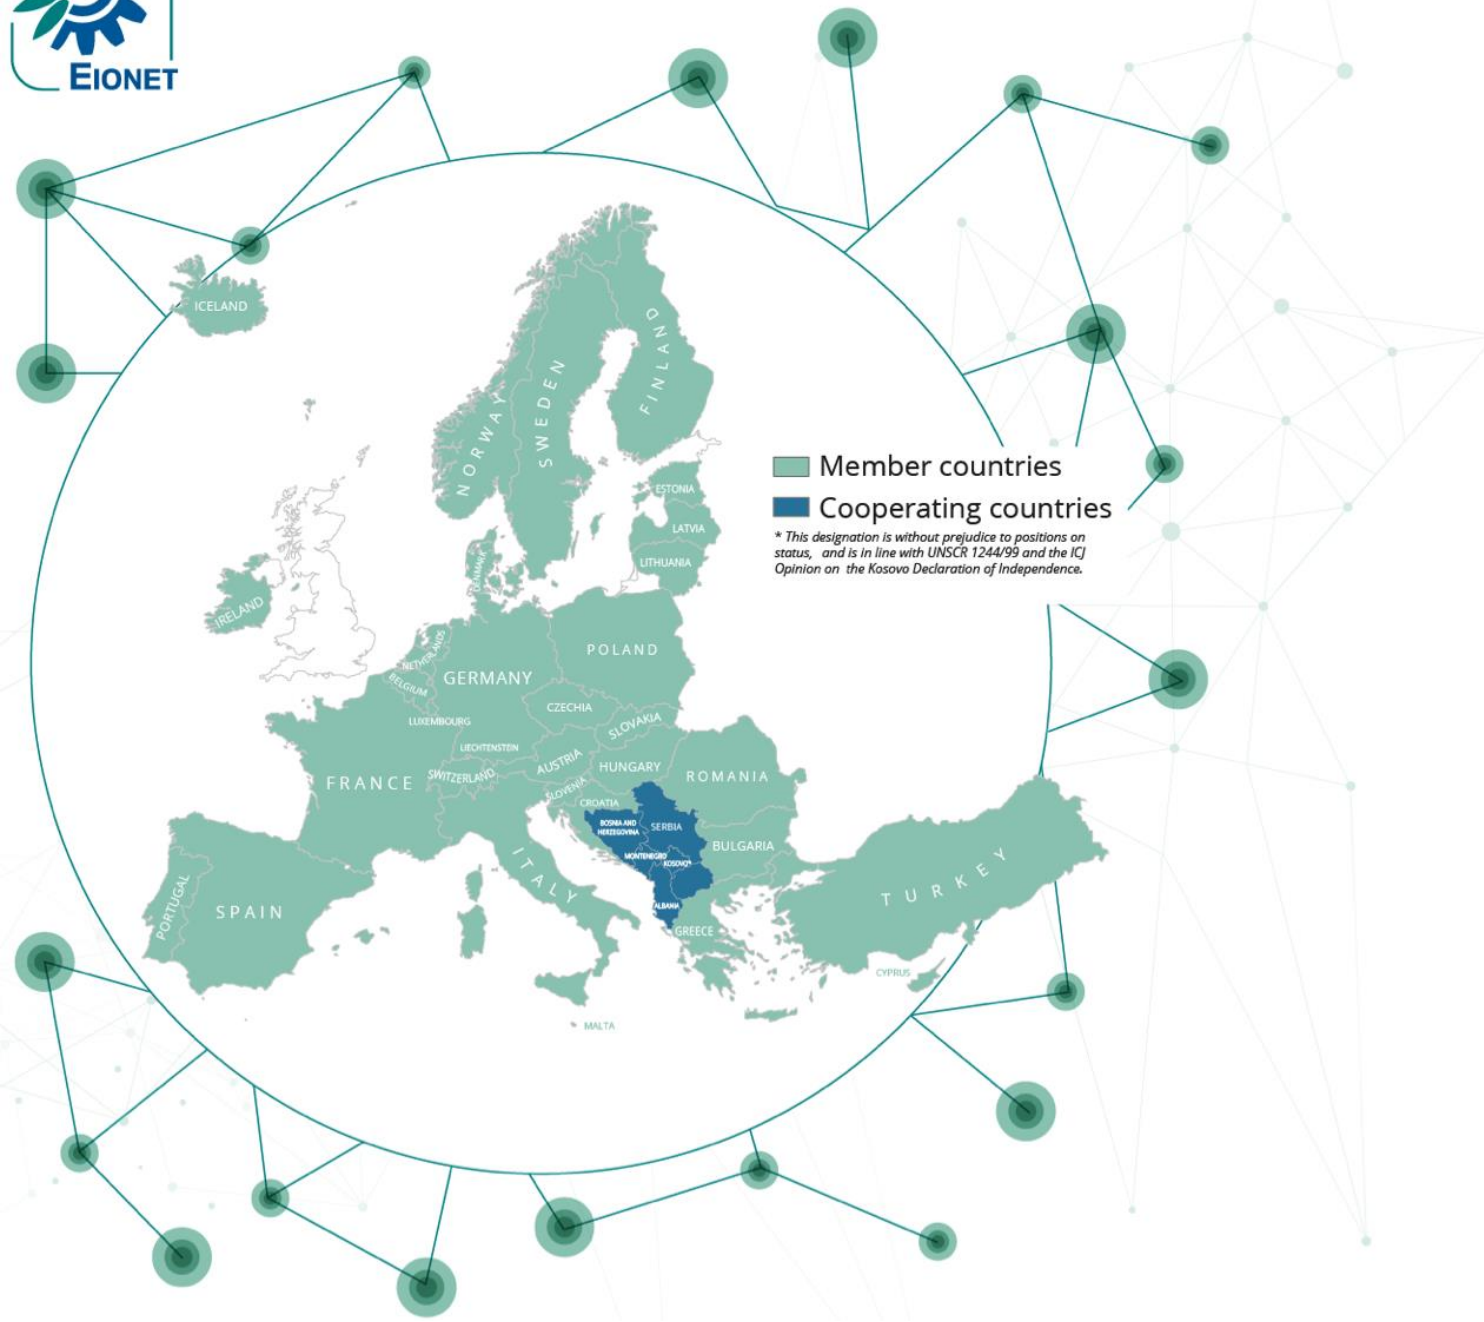 EIONET
ICELAND
FINLAND
SWEDEN
NORWAY
Member countries
Cooperating countries
* This designation is without prejudice to positions on
status, and is in line with UNSCR 1244/99 and the ICJ
Opinion on the Kosovo Declaration of Independence.
ESTONIA
LATVIA
LITHUANIA
DENMARK
IRELAND
NETHERLANDS
POLAND
GERMANY
BELGIUM
CZECHIA
LUXEMBOURG
SLOVAKIA
LIECHTENSTEIN
AUSTRIA
HUNGARY
SWITZERLAND
FRANCE
ROMANIA
SLOVENIA
CROATIA
BOSNIA AND
HERZEGOVINA
SERBIA
BULGARIA
MONTENEGRO
KOSOVO*
ITALY
TURKEY
PORTUGAL
SPAIN
ALBANIA
GREECE
CYPRUS
MALTA